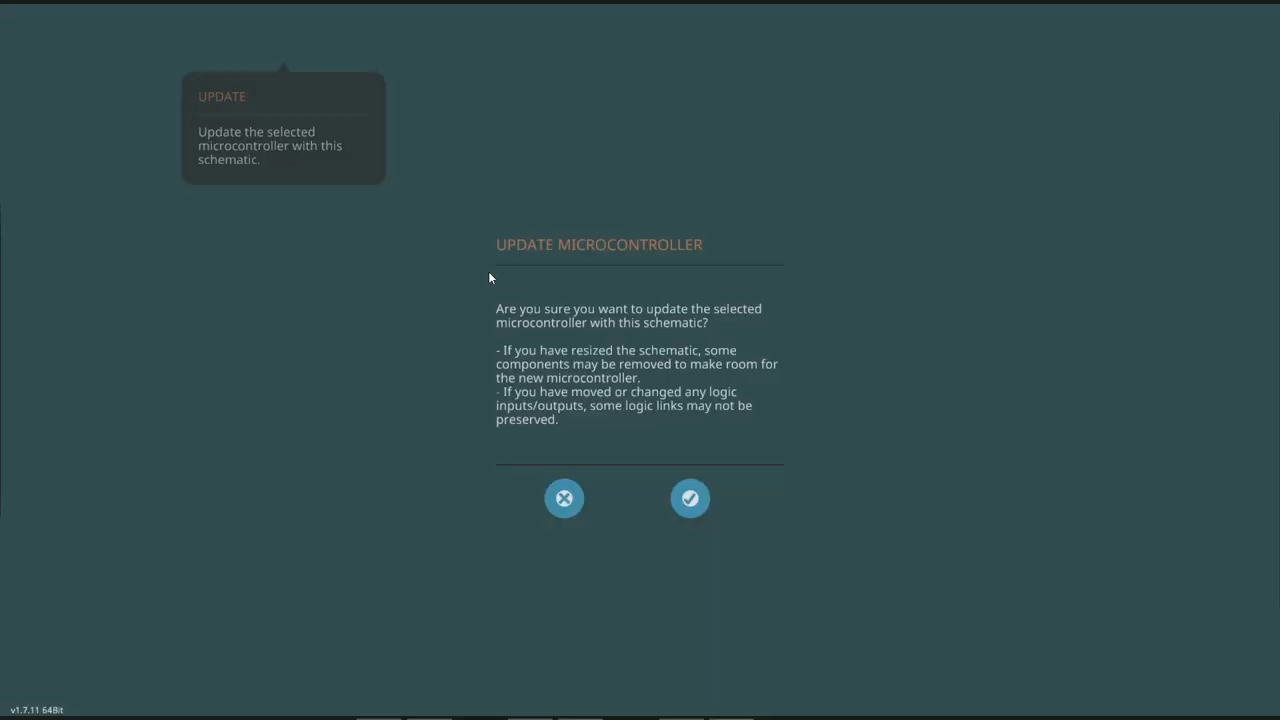 UPDATE
Update the selected
microcontroller with this
schematic.
UPDATE MICROCONTROLLER
Are you sure you want to update the selected
microcontroller with this schematic?
- If you have resized the schematic, some
components may be removed to make room for
the new microcontroller.
- If you have moved or changed any logic
inputs/outputs, some logic links may not be
preserved.
v1.7.11 64Bit